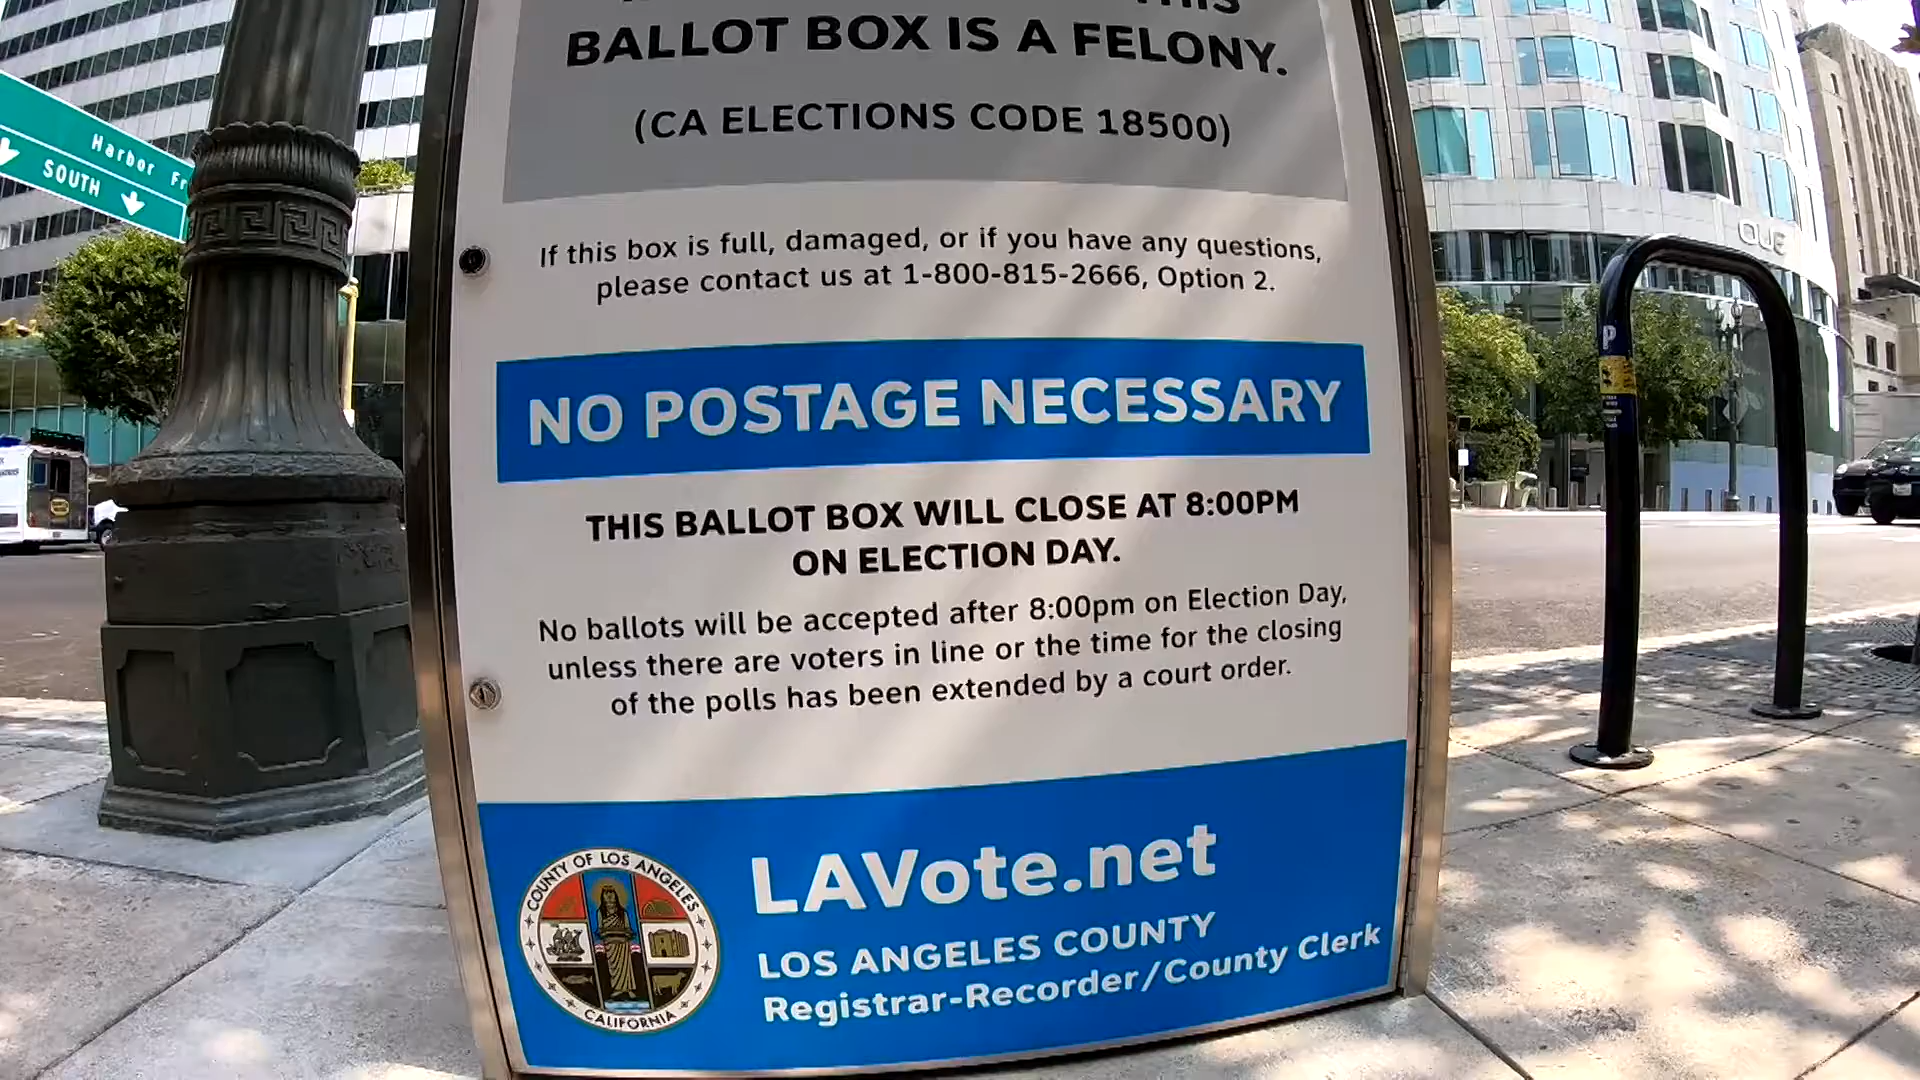 THIS
BALLOT BOX IS A FELONY.
(CA ELECTIONS CODE 18500)
If this box is full, damaged, or if you have any questions,
please contact us at 1-800-815-2666, Option 2.
NO POSTAGE NECESSARY
THIS BALLOT BOX WILL CLOSE AT 8:00PM
ON ELECTION DAY.
No ballots will be accepted after 8:00pm on Election Day,
unless there are voters in line or the time for the closing
of the polls has been extended by a court order.
LAVote.net
LOS ANGELES COUNTY
Registrar-Recorder/County Clerk
COUNTY OF LOS ANGELES
CALIFORNIA
Harbor Fr
SOUTH
P